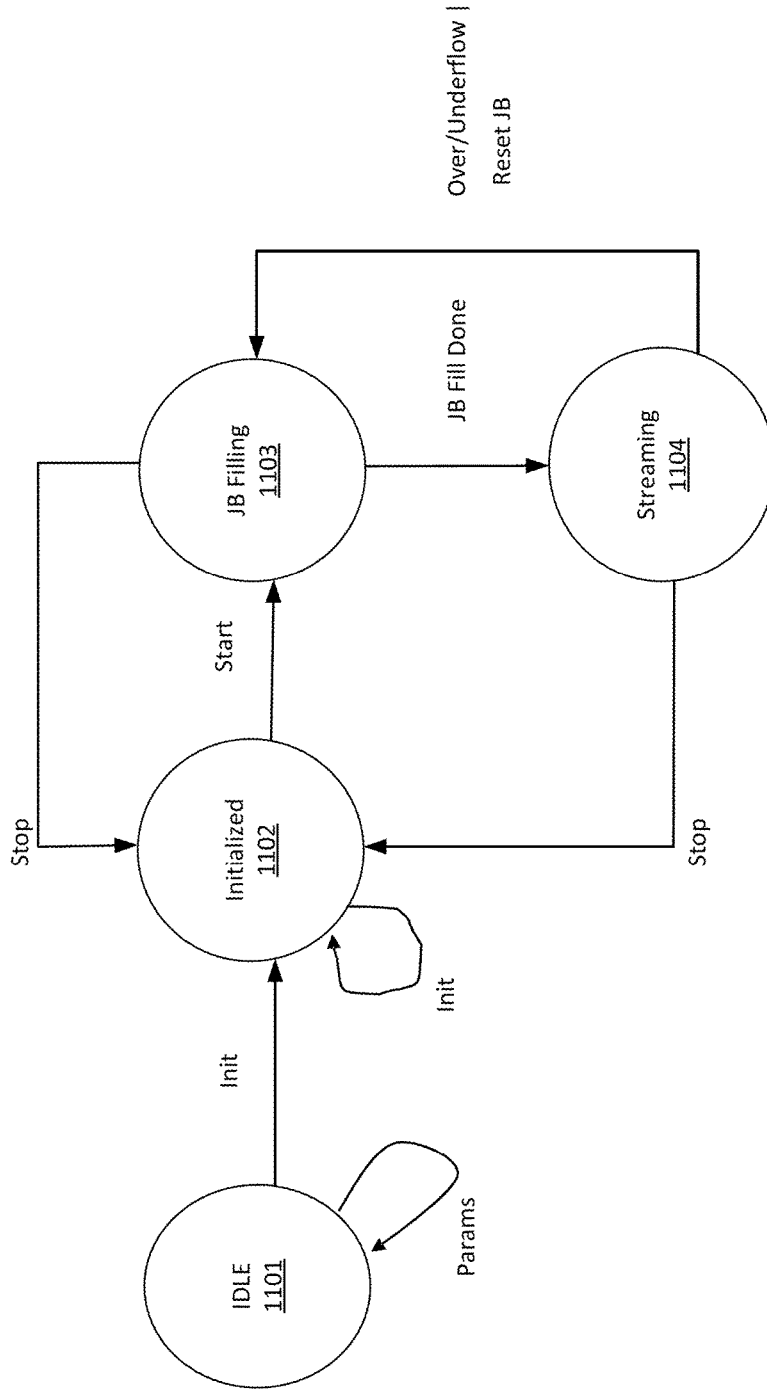 Stop
Stop
IDLE
1101
Params
Init
Initialized
1102
Init
Start
JB Filling
1103
JB Fill Done
Streaming
1104
Over/Underflow |
Reset JB